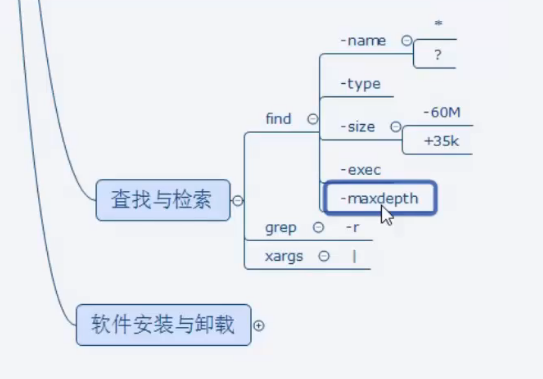 *
-name
?
-type
find
-60M
-size
+35k
-exec
查找与检索
-maxdepth
grep
-r
xargs
|
软件安装与卸载